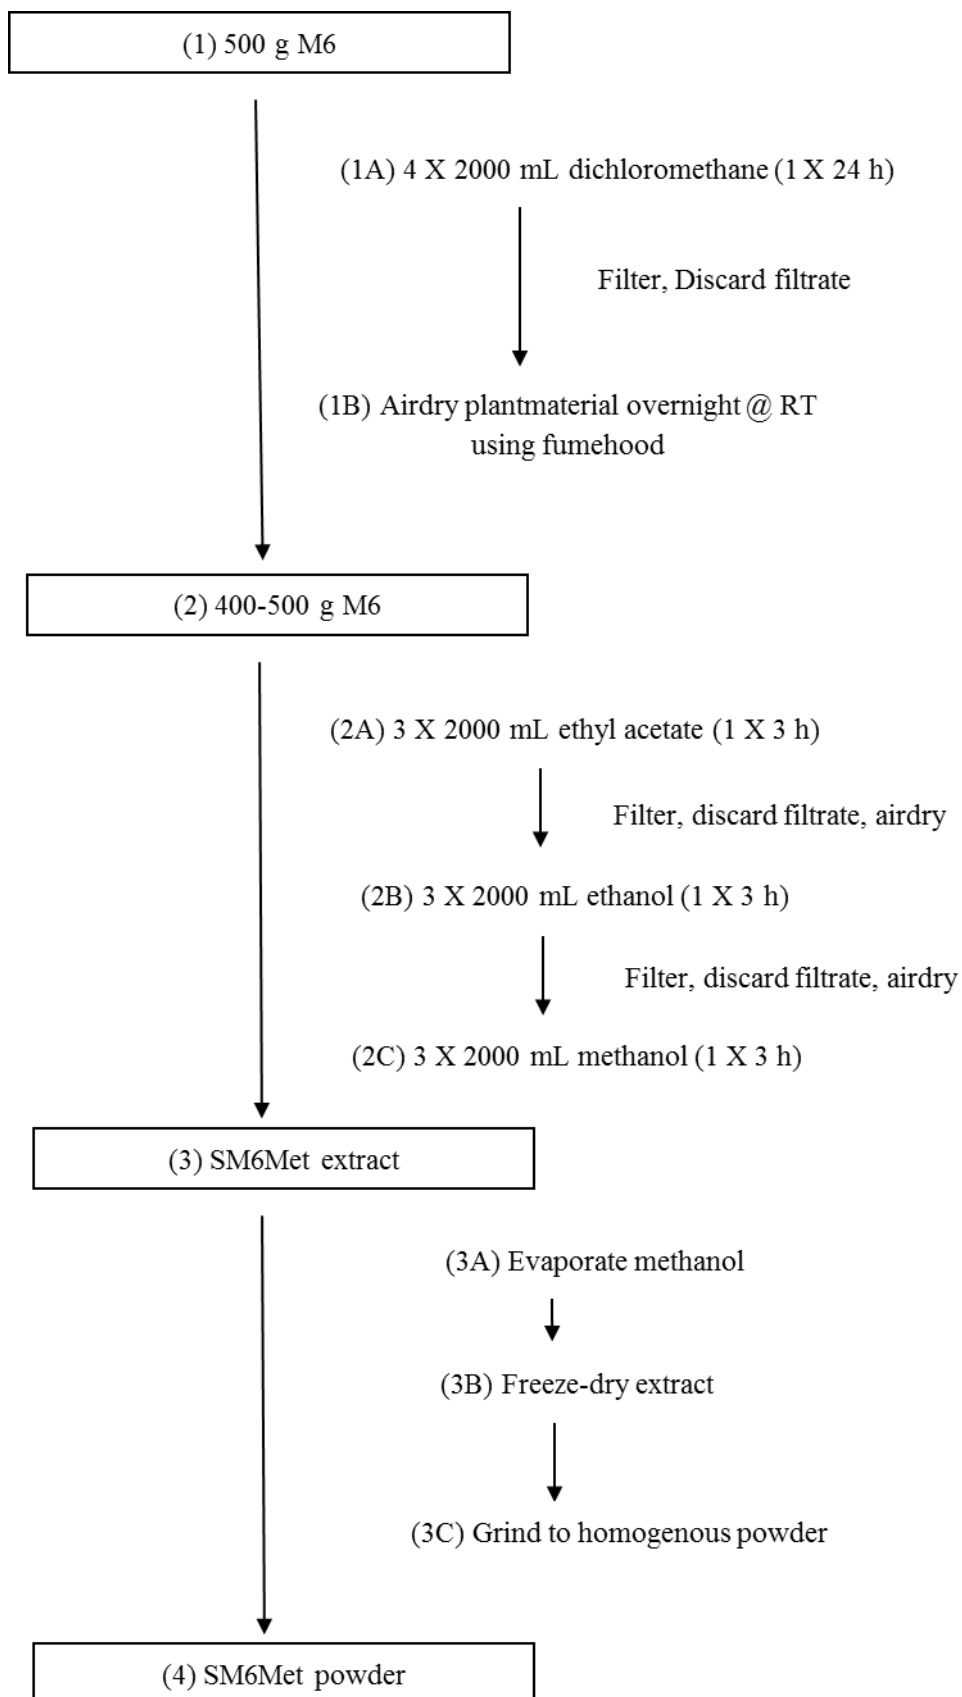 (1) 500 g M6
(1A) 4 X 2000 mL dichloromethane (1 X 24 h)
Filter, Discard filtrate
(1B) Airdry plantmaterial overnight @ RT
using fumehood
(2) 400-500 g M6
(2A) 3 X 2000 mL ethyl acetate (1 X 3 h)
Filter, discard filtrate, airdry
(2B) 3 X 2000 mL ethanol (1 X 3 h)
Filter, discard filtrate, airdry
(2C) 3 X 2000 mL methanol (1 X 3 h)
(3) SM6Met extract
(3A) Evaporate methanol
(3B) Freeze-dry extract
(3C) Grind to homogenous powder
(4) SM6Met powder